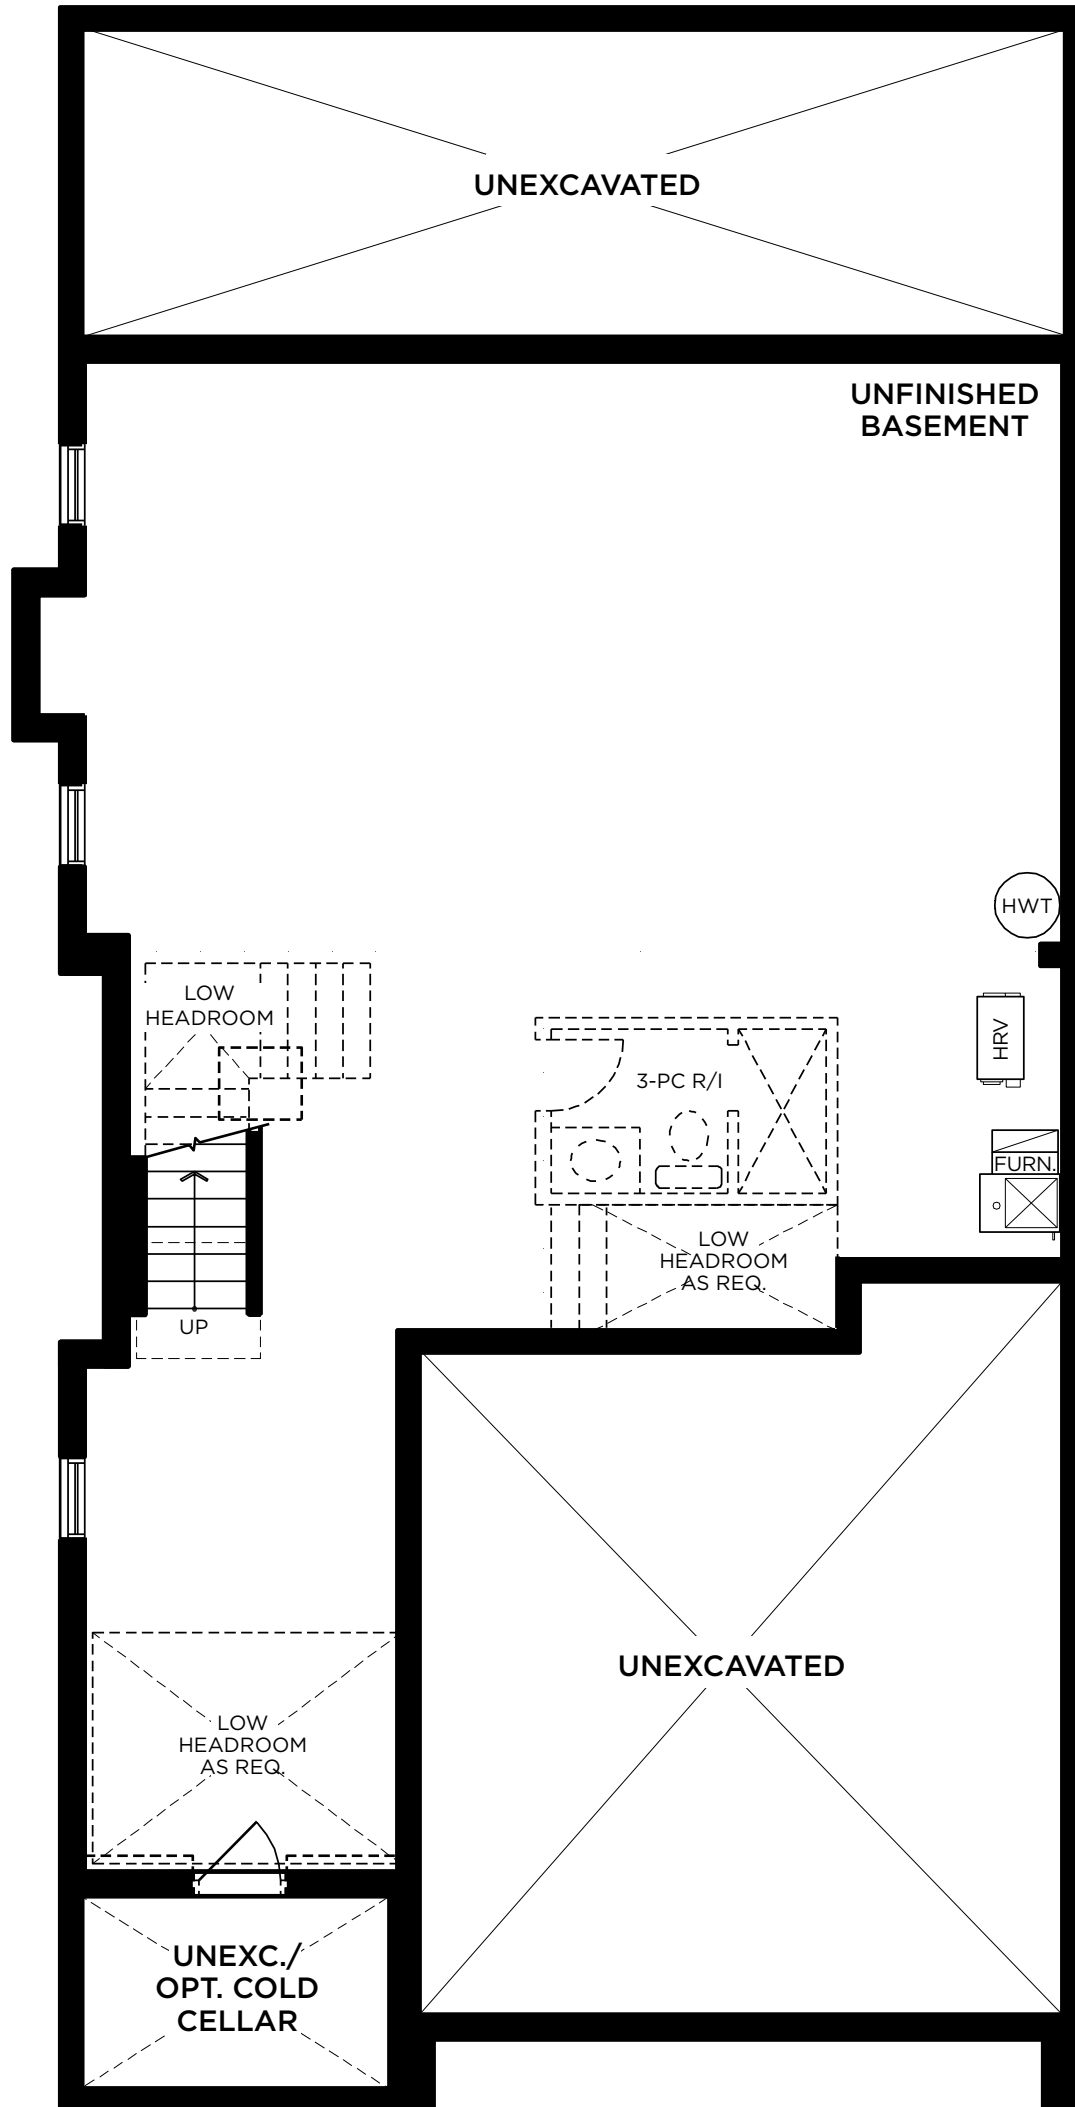 UNEXCAVATED
UNFINISHED
BASEMENT
HWT
LOW
HEADROOM
HRV
3-PC R/I
FURN.
LOW
HEADROOM
AS REQ.
UP
UNEXCAVATED
LOW
HEADROOM
AS REQ.
UNEXC./
OPT. COLD
CELLAR